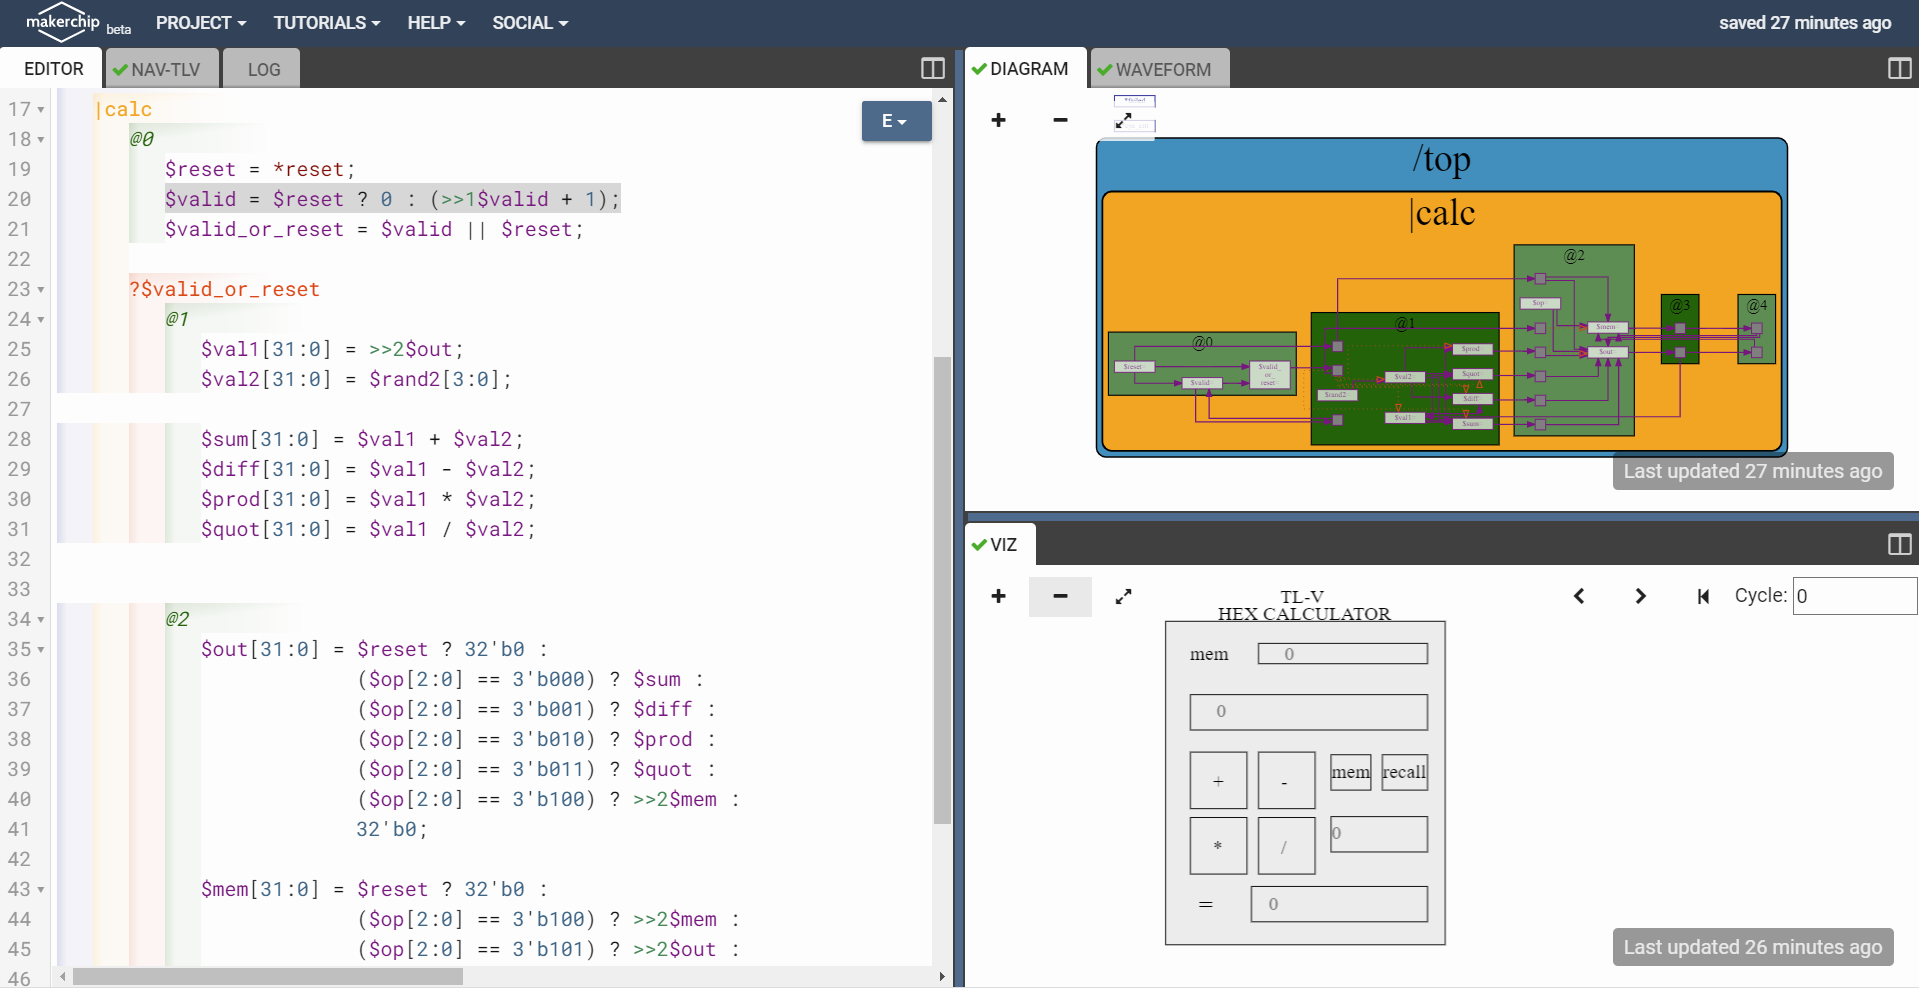 makerchip beta PROJECT TUTORIALS HELP SOCIAL saved 27 minutes ago
EDITOR NAV-TLV LOG
17 |calc
18 @0
19 $reset = *reset;
20 $valid = $reset ? 0 : (>>1$valid + 1);
21 $valid_or_reset = $valid || $reset;
22
23 ?$valid_or_reset
24 @1
25 $val1[31:0] = >>2$out;
26 $val2[31:0] = $rand2[3:0];
27
28 $sum[31:0] = $val1 + $val2;
29 $diff[31:0] = $val1 - $val2;
30 $prod[31:0] = $val1 * $val2;
31 $quot[31:0] = $val1 / $val2;
32
33
34 @2
35 $out[31:0] = $reset ? 32'b0 :
36 ($op[2:0] == 3'b000) ? $sum :
37 ($op[2:0] == 3'b001) ? $diff :
38 ($op[2:0] == 3'b010) ? $prod :
39 ($op[2:0] == 3'b011) ? $quot :
40 ($op[2:0] == 3'b100) ? >>2$mem :
41 32'b0;
42
43 $mem[31:0] = $reset ? 32'b0 :
44 ($op[2:0] == 3'b100) ? >>2$mem :
45 ($op[2:0] == 3'b101) ? >>2$out :
46
E
DIAGRAM WAVEFORM
/top
|calc
@0
$reset
$valid
$valid_
or_
reset
@1
$rand2
$val2
$val1
$prod
$quot
$diff
$sum
@2
$op
$mem
$out
@3
@4
Last updated 27 minutes ago
VIZ
Cycle: 0
TL-V
HEX CALCULATOR
mem 0
0
+ - mem recall
* / 0
= 0
Last updated 26 minutes ago